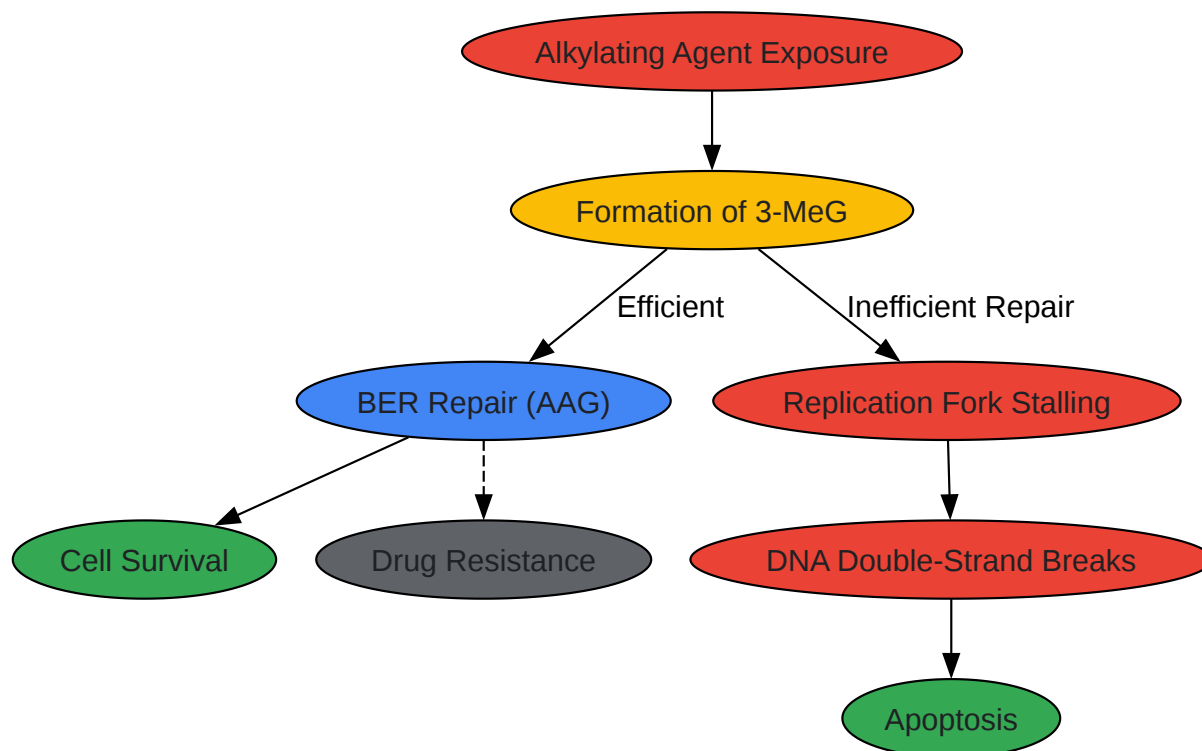 Alkylating Agent Exposure
Formation of 3-MeG
Efficient
Inefficient Repair
BER Repair (AAG)
Replication Fork Stalling
Cell Survival
Drug Resistance
DNA Double-Strand Breaks
Apoptosis